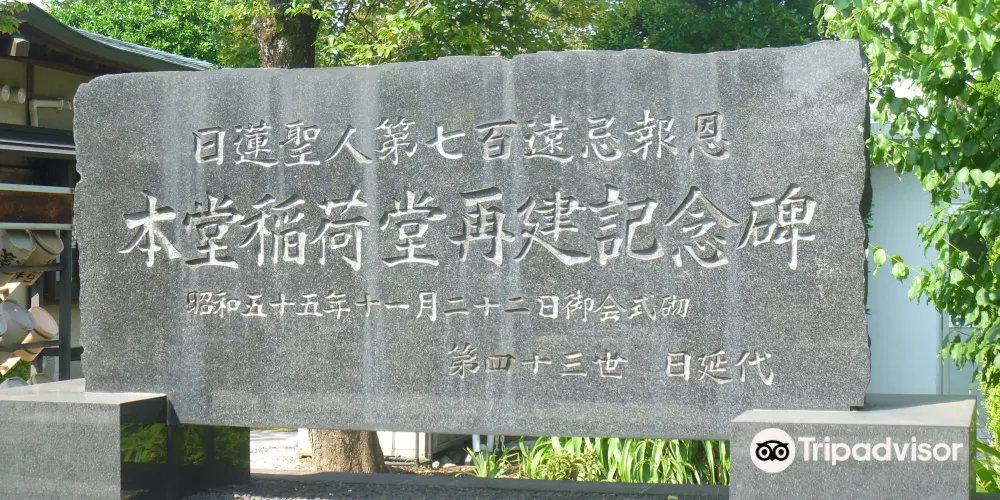 日蓮聖人第七百遠忌報恩
本堂稲荷堂再建記念碑
昭和五十五年十一月二十二日御会式砌
第四十三世 日延代
Tripadvisor